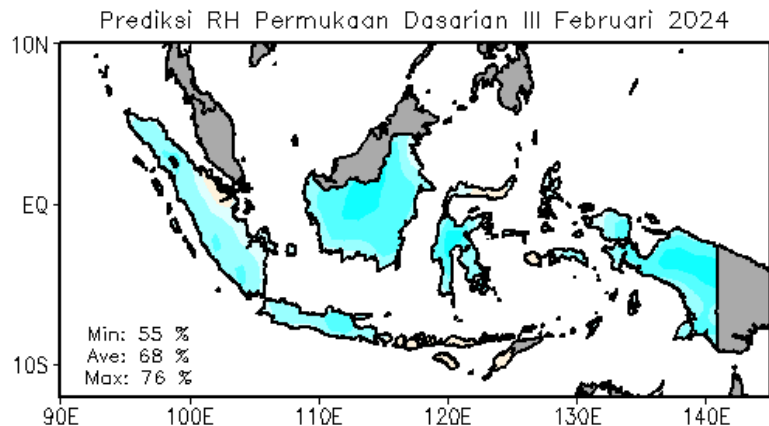 Prediksi RH Permukaan Dasarian III Februari 2024
10N
EQ
10S
Min: 55 %
Ave: 68 %
Max: 76 %
90E 100E 110E 120E 130E 140E